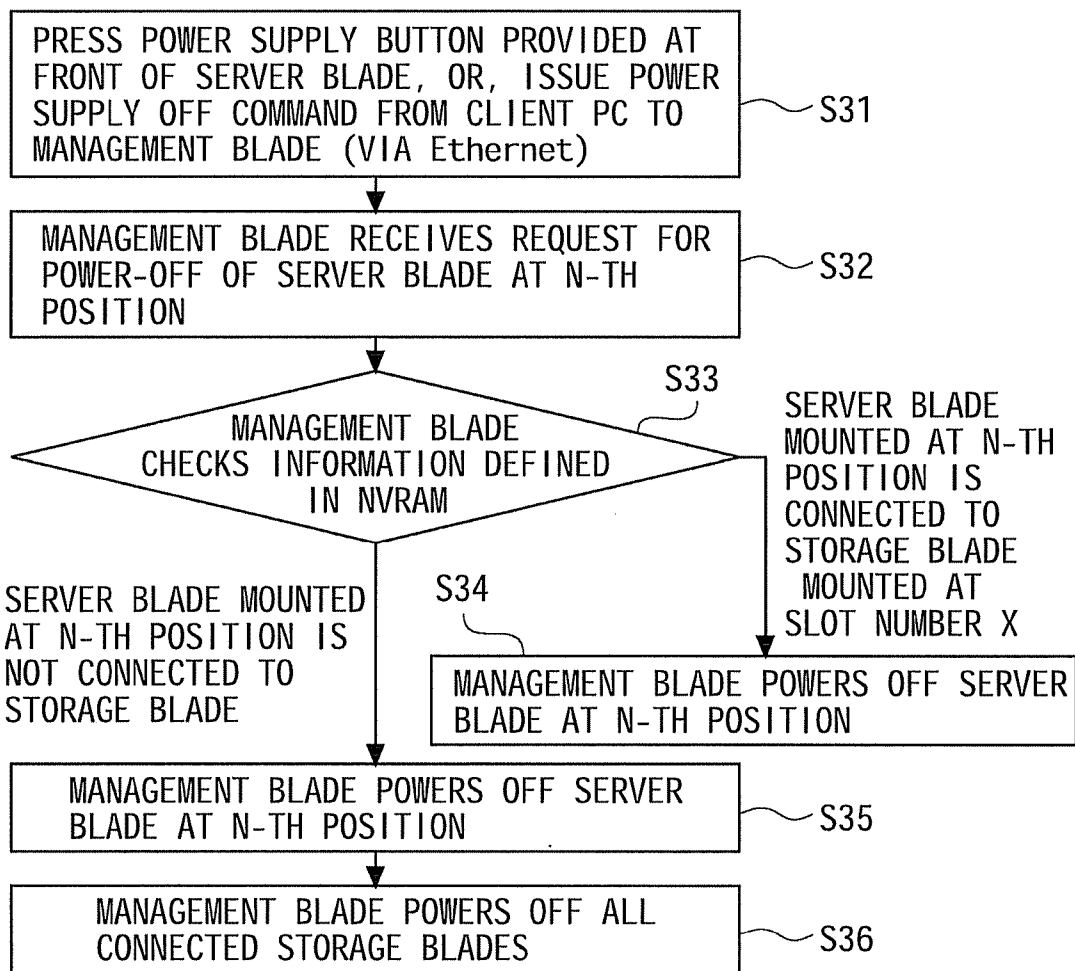 PRESS POWER SUPPLY BUTTON PROVIDED AT
FRONT OF SERVER BLADE, OR, ISSUE POWER
SUPPLY OFF COMMAND FROM CLIENT PC TO
MANAGEMENT BLADE (VIA Ethernet)
S31
MANAGEMENT BLADE RECEIVES REQUEST FOR
POWER-OFF OF SERVER BLADE AT N-TH
POSITION
S32
S33
MANAGEMENT BLADE
CHECKS INFORMATION DEFINED
IN NVRAM
SERVER BLADE
MOUNTED AT N-TH
POSITION IS
CONNECTED TO
STORAGE BLADE
MOUNTED AT
SLOT NUMBER X
SERVER BLADE MOUNTED
AT N-TH POSITION IS
NOT CONNECTED TO
STORAGE BLADE
S34
MANAGEMENT BLADE POWERS OFF SERVER
BLADE AT N-TH POSITION
MANAGEMENT BLADE POWERS OFF SERVER
BLADE AT N-TH POSITION
S35
MANAGEMENT BLADE POWERS OFF ALL
CONNECTED STORAGE BLADES
S36